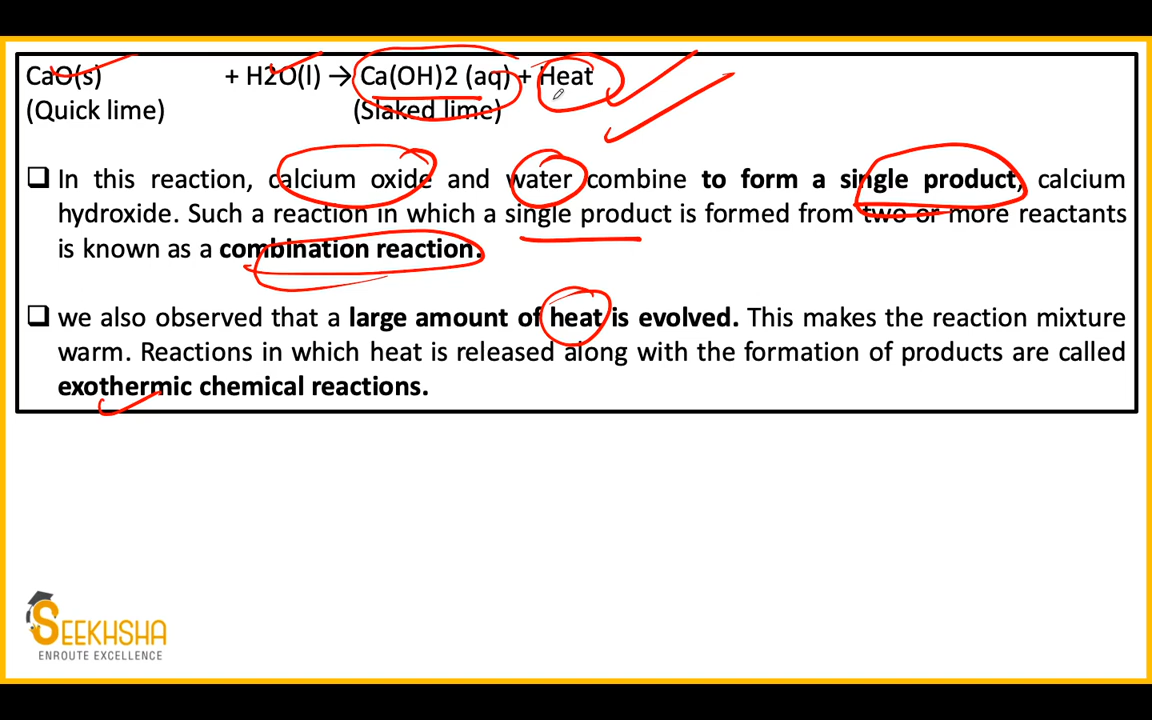 CaO(s) + H2O(l) → Ca(OH)2 (aq) + Heat
(Quick lime) (Slaked lime)
❑ In this reaction, calcium oxide and water combine to form a single product, calcium
hydroxide. Such a reaction in which a single product is formed from two or more reactants
is known as a combination reaction.
❑ we also observed that a large amount of heat is evolved. This makes the reaction mixture
warm. Reactions in which heat is released along with the formation of products are called
exothermic chemical reactions.
SEEKHSHA
ENROUTE EXCELLENCE